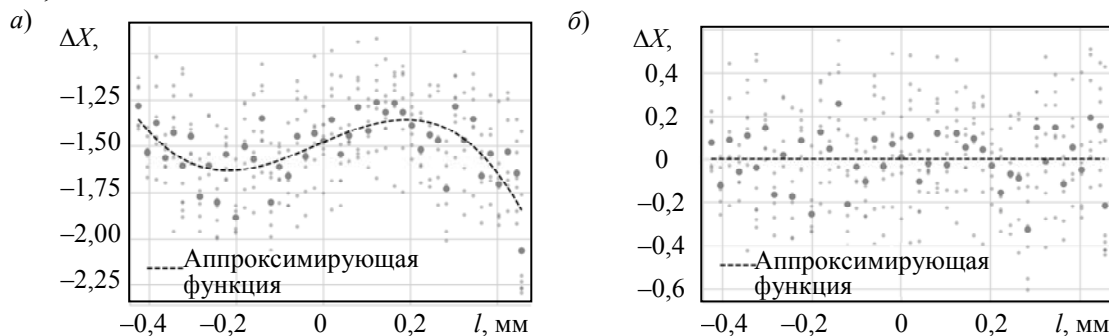 а)
ΔX,
–1,25
–1,50
–1,75
–2,00
–2,25
Аппроксимирующая
функция
–0,4 –0,2 0 0,2 l, мм
б)
ΔX,
0,4
0,2
0
–0,2
–0,4
–0,6
Аппроксимирующая
функция
–0,4 –0,2 0 0,2 l, мм